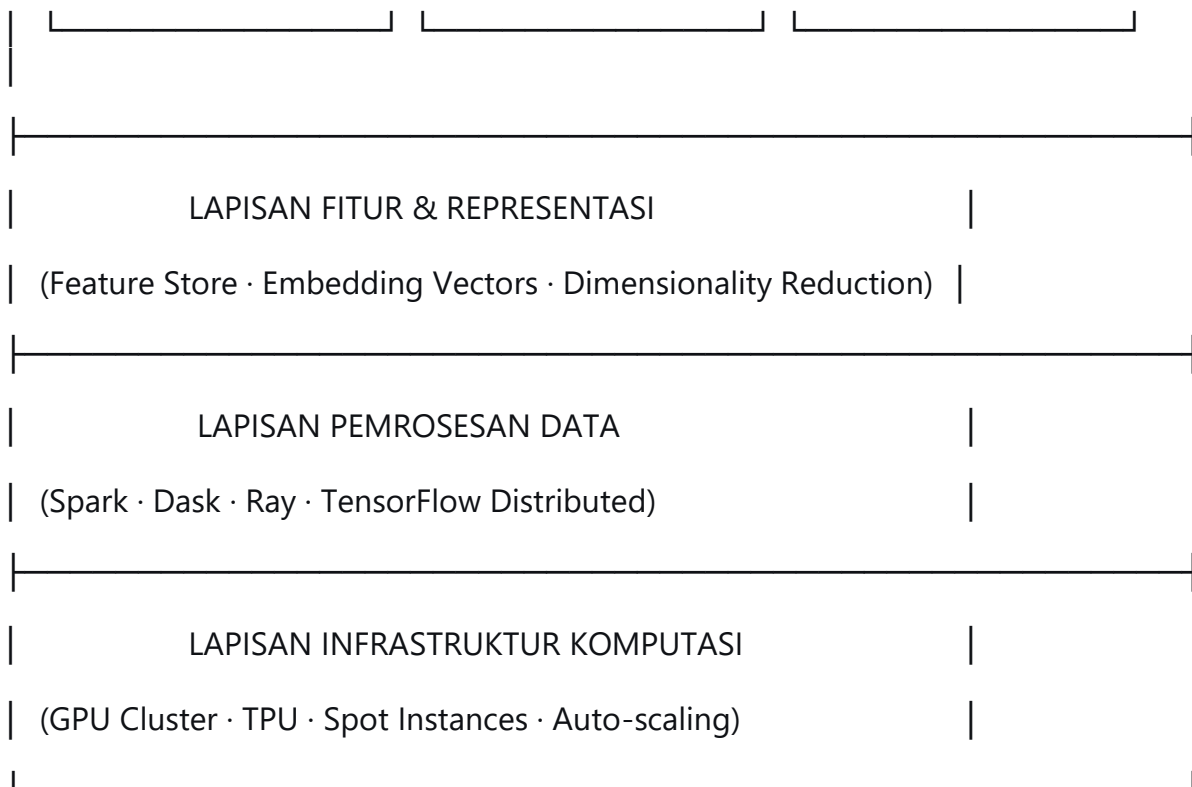 LAPISAN FITUR & REPRESENTASI
(Feature Store · Embedding Vectors · Dimensionality Reduction)
LAPISAN PEMROSESAN DATA
(Spark · Dask · Ray · TensorFlow Distributed)
LAPISAN INFRASTRUKTUR KOMPUTASI
(GPU Cluster · TPU · Spot Instances · Auto-scaling)